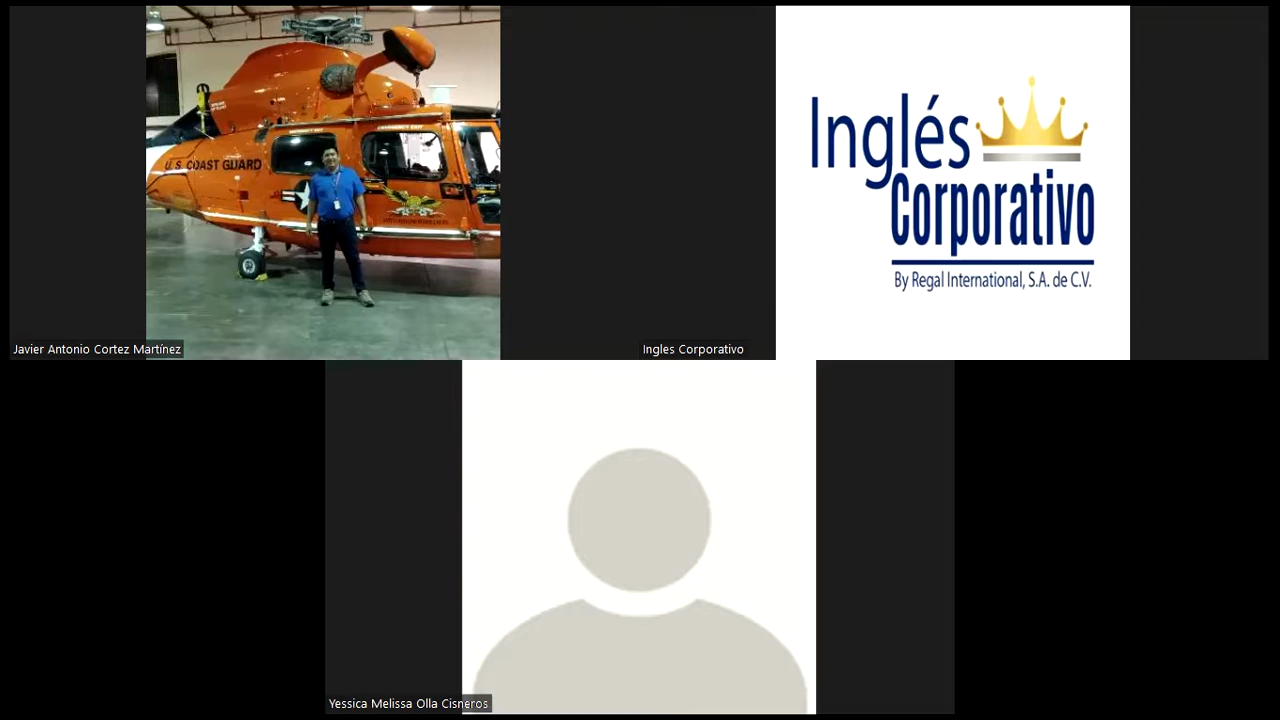 U.S. COAST GUARD
Javier Antonio Cortez Martínez
Inglés
Corporativo
By Regal International, S.A. de C.V.
Ingles Corporativo
Yessica Melissa Olla Cisneros